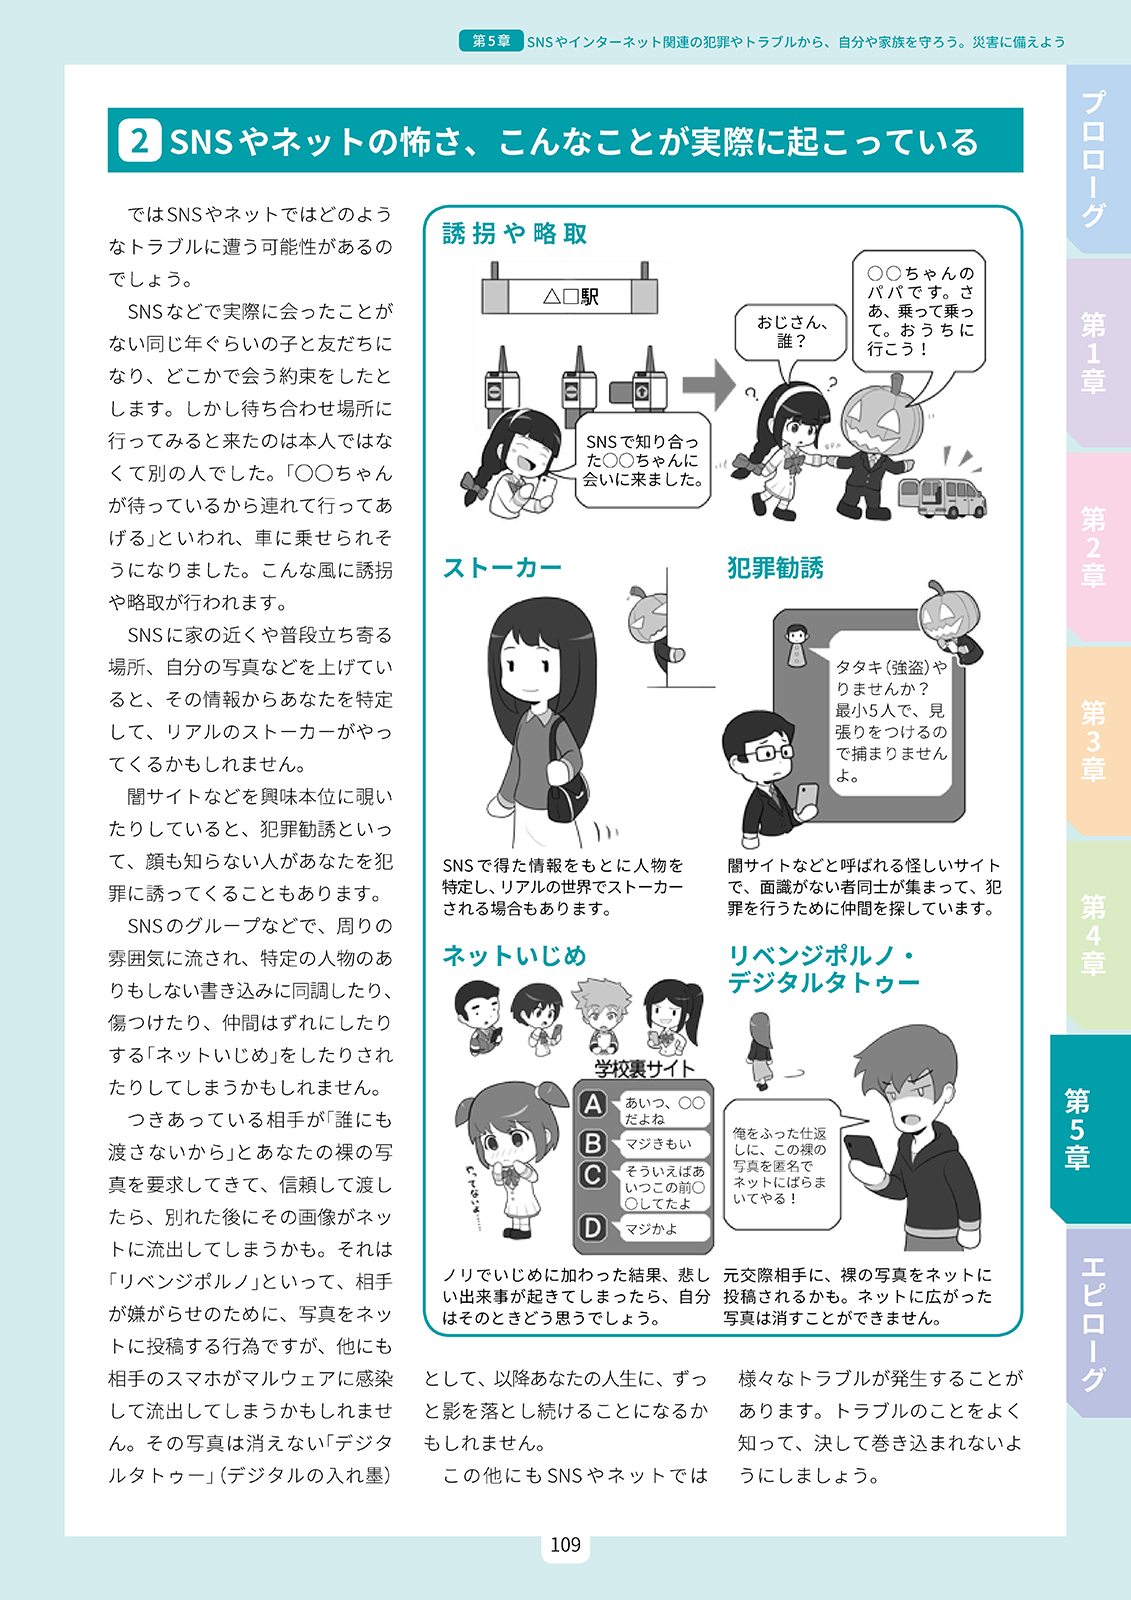 第5章 SNSやインターネット関連の犯罪やトラブルから、自分や家族を守ろう。災害に備えよう
2 SNSやネットの怖さ、こんなことが実際に起こっている
ではSNSやネットではどのよう
なトラブルに遭う可能性があるの
でしょう。
SNSなどで実際に会ったことが
ない同じ年ぐらいの子と友だちに
なり、どこかで会う約束をしたと
します。しかし待ち合わせ場所に
行ってみると来たのは本人ではな
くて別の人でした。「○○ちゃん
が待っているから連れて行ってあ
げる」といわれ、車に乗せられそ
うになりました。こんな風に誘拐
や略取が行われます。
SNSに家の近くや普段立ち寄る
場所、自分の写真などを上げてい
ると、その情報からあなたを特定
して、リアルのストーカーがやっ
てくるかもしれません。
闇サイトなどを興味本位に覗い
たりしていると、犯罪勧誘といっ
て、顔も知らない人があなたを犯
罪に誘ってくることもあります。
SNSのグループなどで、周りの
雰囲気に流され、特定の人物のあ
りもしない書き込みに同調したり、
傷つけたり、仲間はずれにしたり
する「ネットいじめ」をしたりされ
たりしてしまうかもしれません。
つきあっている相手が「誰にも
渡さないから」とあなたの裸の写
真を要求してきて、信頼して渡し
たら、別れた後にその画像がネッ
トに流出してしまうかも。それは
「リベンジポルノ」といって、相手
が嫌がらせのために、写真をネッ
トに投稿する行為ですが、他にも
相手のスマホがマルウェアに感染
して流出してしまうかもしれませ
ん。その写真は消えない「デジタ
ルタトゥー」（デジタルの入れ墨）
誘拐や略取
△□駅
SNSで知り合っ
た○○ちゃんに
会いに来ました。
おじさん、
誰？
○○ちゃんの
パパです。さ
あ、乗って乗っ
て。おうちに
行こう！
？
？
ストーカー
SNSで得た情報をもとに人物を
特定し、リアルの世界でストーカー
される場合もあります。
犯罪勧誘
タタキ（強盗）や
りませんか？
最小5人で、見
張りをつけるの
で捕まりません
よ。
闇サイトなどと呼ばれる怪しいサイト
で、面識がない者同士が集まって、犯
罪を行うために仲間を探しています。
ネットいじめ
学校裏サイト
A あいつ、○○
だよね
B マジきもい
C そういえばあ
いつこの前○
○してたよ
D マジかよ
ってないよ……
ノリでいじめに加わった結果、悲し
い出来事が起きてしまったら、自分
はそのときどう思うでしょう。
リベンジポルノ・
デジタルタトゥー
俺をふった仕返
しに、この裸の
写真を匿名で
ネットにばらま
いてやる！
元交際相手に、裸の写真をネットに
投稿されるかも。ネットに広がった
写真は消すことができません。
として、以降あなたの人生に、ずっ
と影を落とし続けることになるか
もしれません。
この他にもSNSやネットでは
様々なトラブルが発生することが
あります。トラブルのことをよく
知って、決して巻き込まれないよ
うにしましょう。
プロローグ
第1章
第2章
第3章
第4章
第5章
エピローグ
109